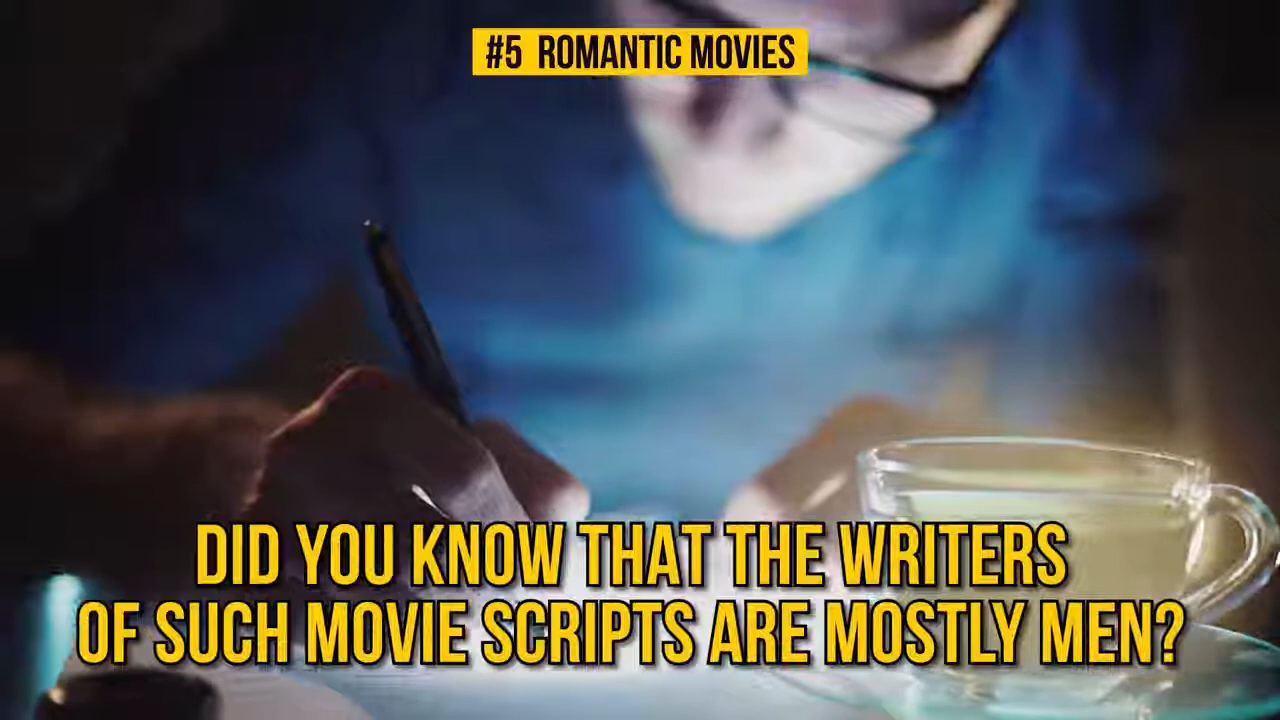 #5 ROMANTIC MOVIES
DID YOU KNOW THAT THE WRITERS
OF SUCH MOVIE SCRIPTS ARE MOSTLY MEN?